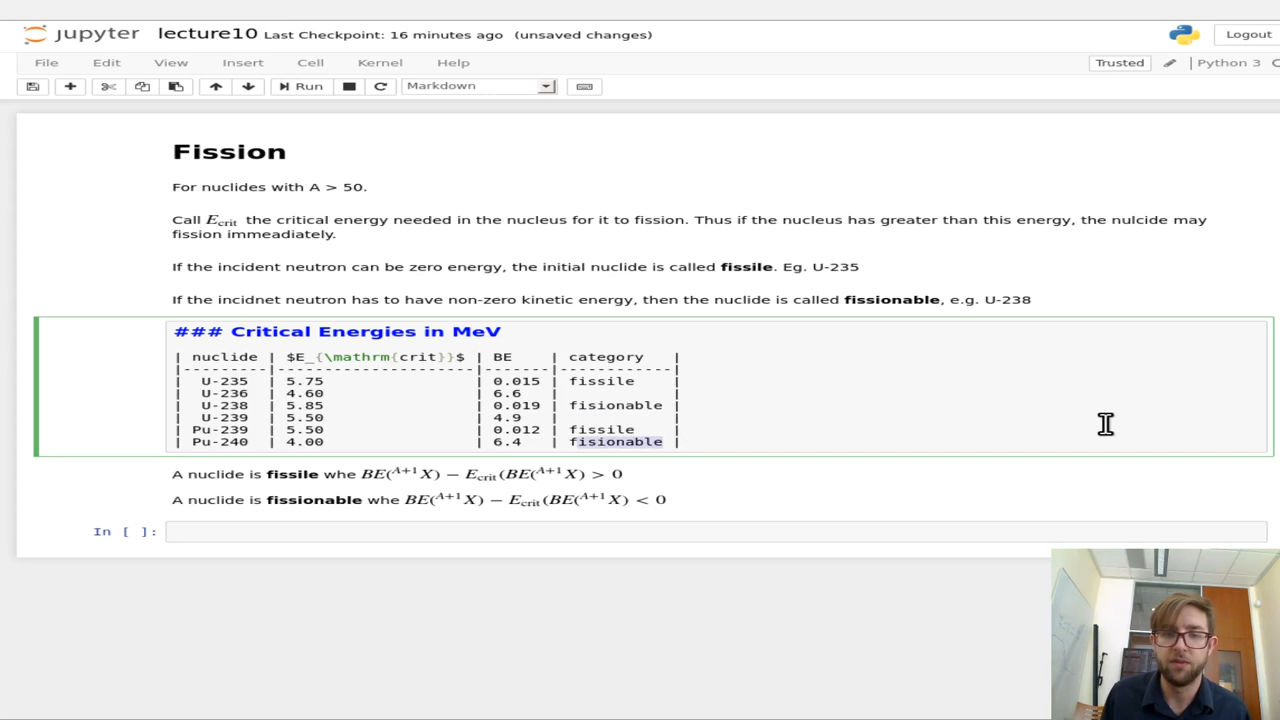 jupyter lecture10 Last Checkpoint: 16 minutes ago (unsaved changes) Logout
File Edit View Insert Cell Kernel Help Trusted Python 3
Run Markdown
Fission
For nuclides with A > 50.
Call E_crit the critical energy needed in the nucleus for it to fission. Thus if the nucleus has greater than this energy, the nulcide may
fission immeadiately.
If the incident neutron can be zero energy, the initial nuclide is called fissile. Eg. U-235
If the incidnet neutron has to have non-zero kinetic energy, then the nuclide is called fissionable, e.g. U-238
### Critical Energies in MeV
| nuclide | $E_{\mathrm{crit}}$ | BE | category |
|---------|---------------------|-------|------------|
| U-235 | 5.75 | 0.015 | fissile
| U-236 | 4.60 | 6.6 |
| U-238 | 5.85 | 0.019 | fisionable |
| U-239 | 5.50 | 4.9 |
| Pu-239 | 5.50 | 0.012 | fissile |
| Pu-240 | 4.00 | 6.4 | fisionable |
A nuclide is fissile whe BE(^{A+1}X) − E_crit(BE(^{A+1}X) > 0
A nuclide is fissionable whe BE(^{A+1}X) − E_crit(BE(^{A+1}X) < 0
In [ ]: